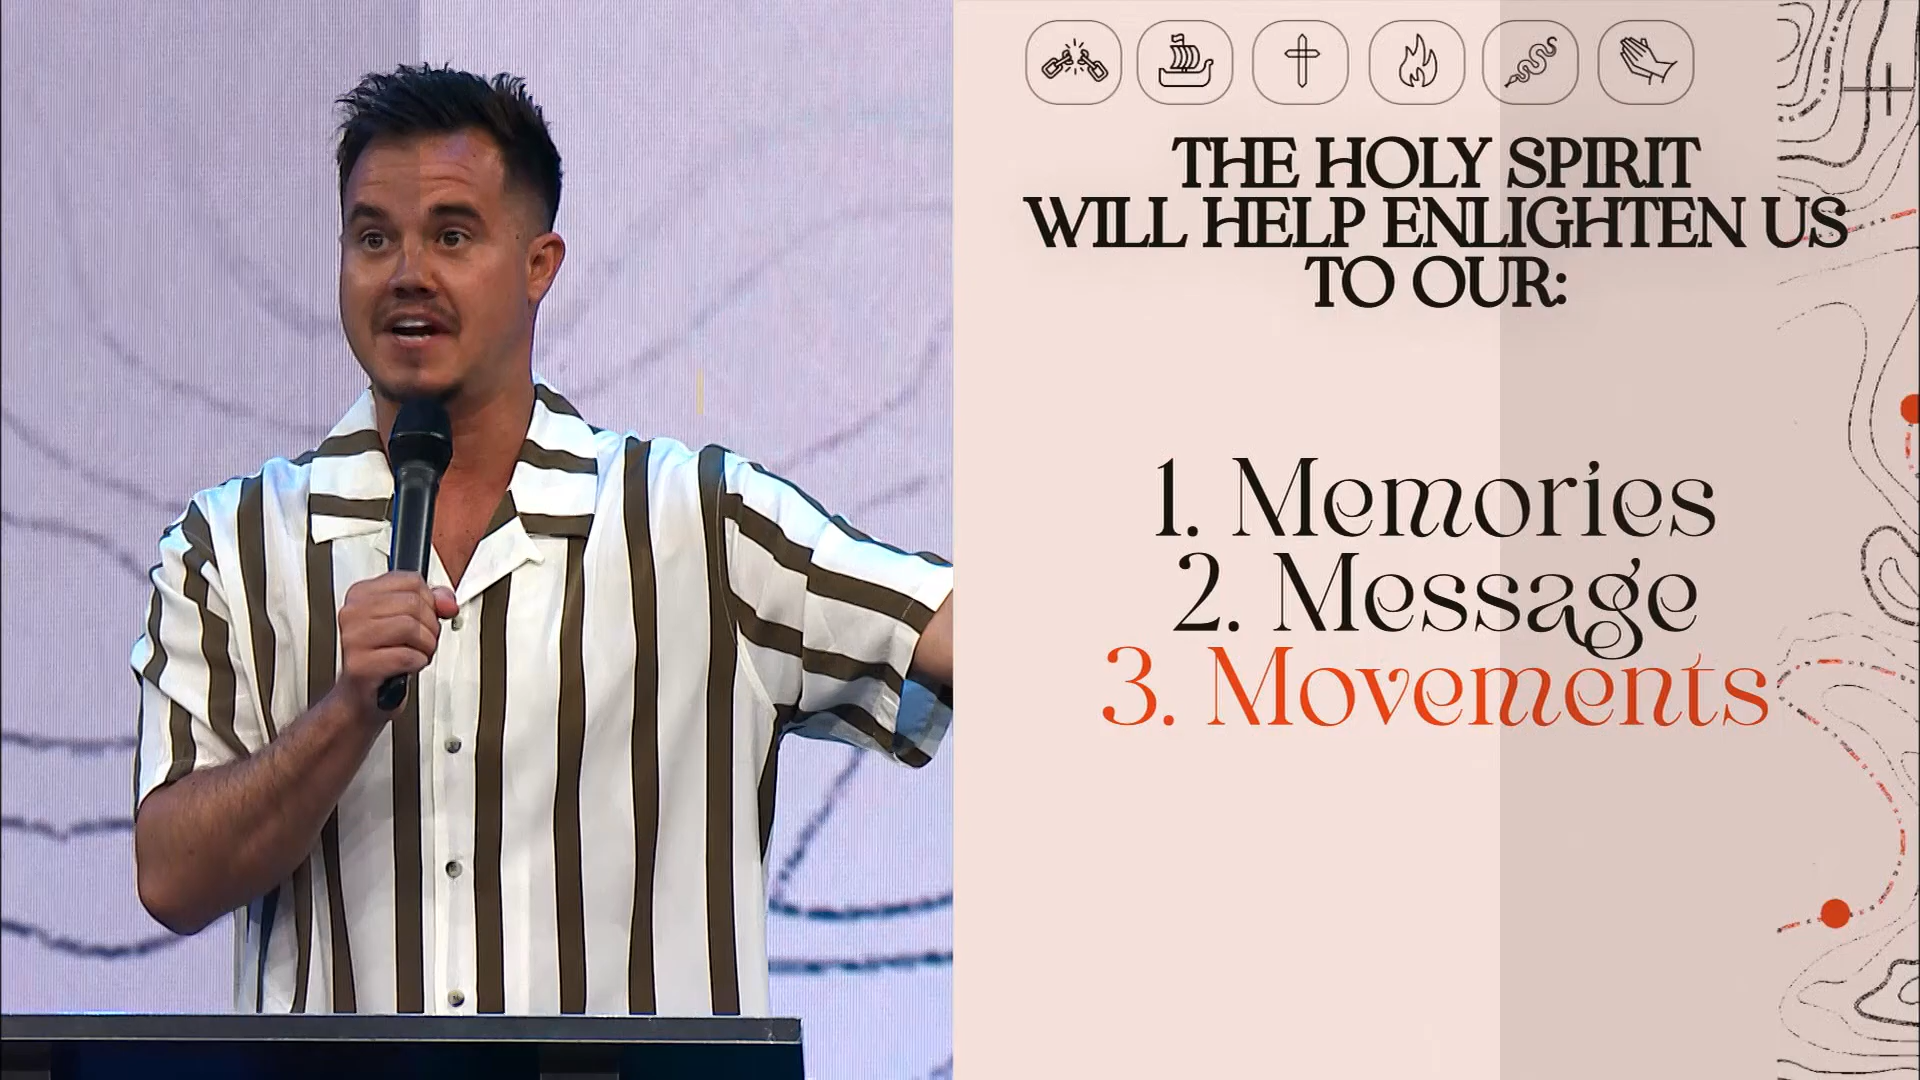 THE HOLY SPIRIT
WILL HELP ENLIGHTEN US
TO OUR:
1. Memories
2. Message
3. Movements